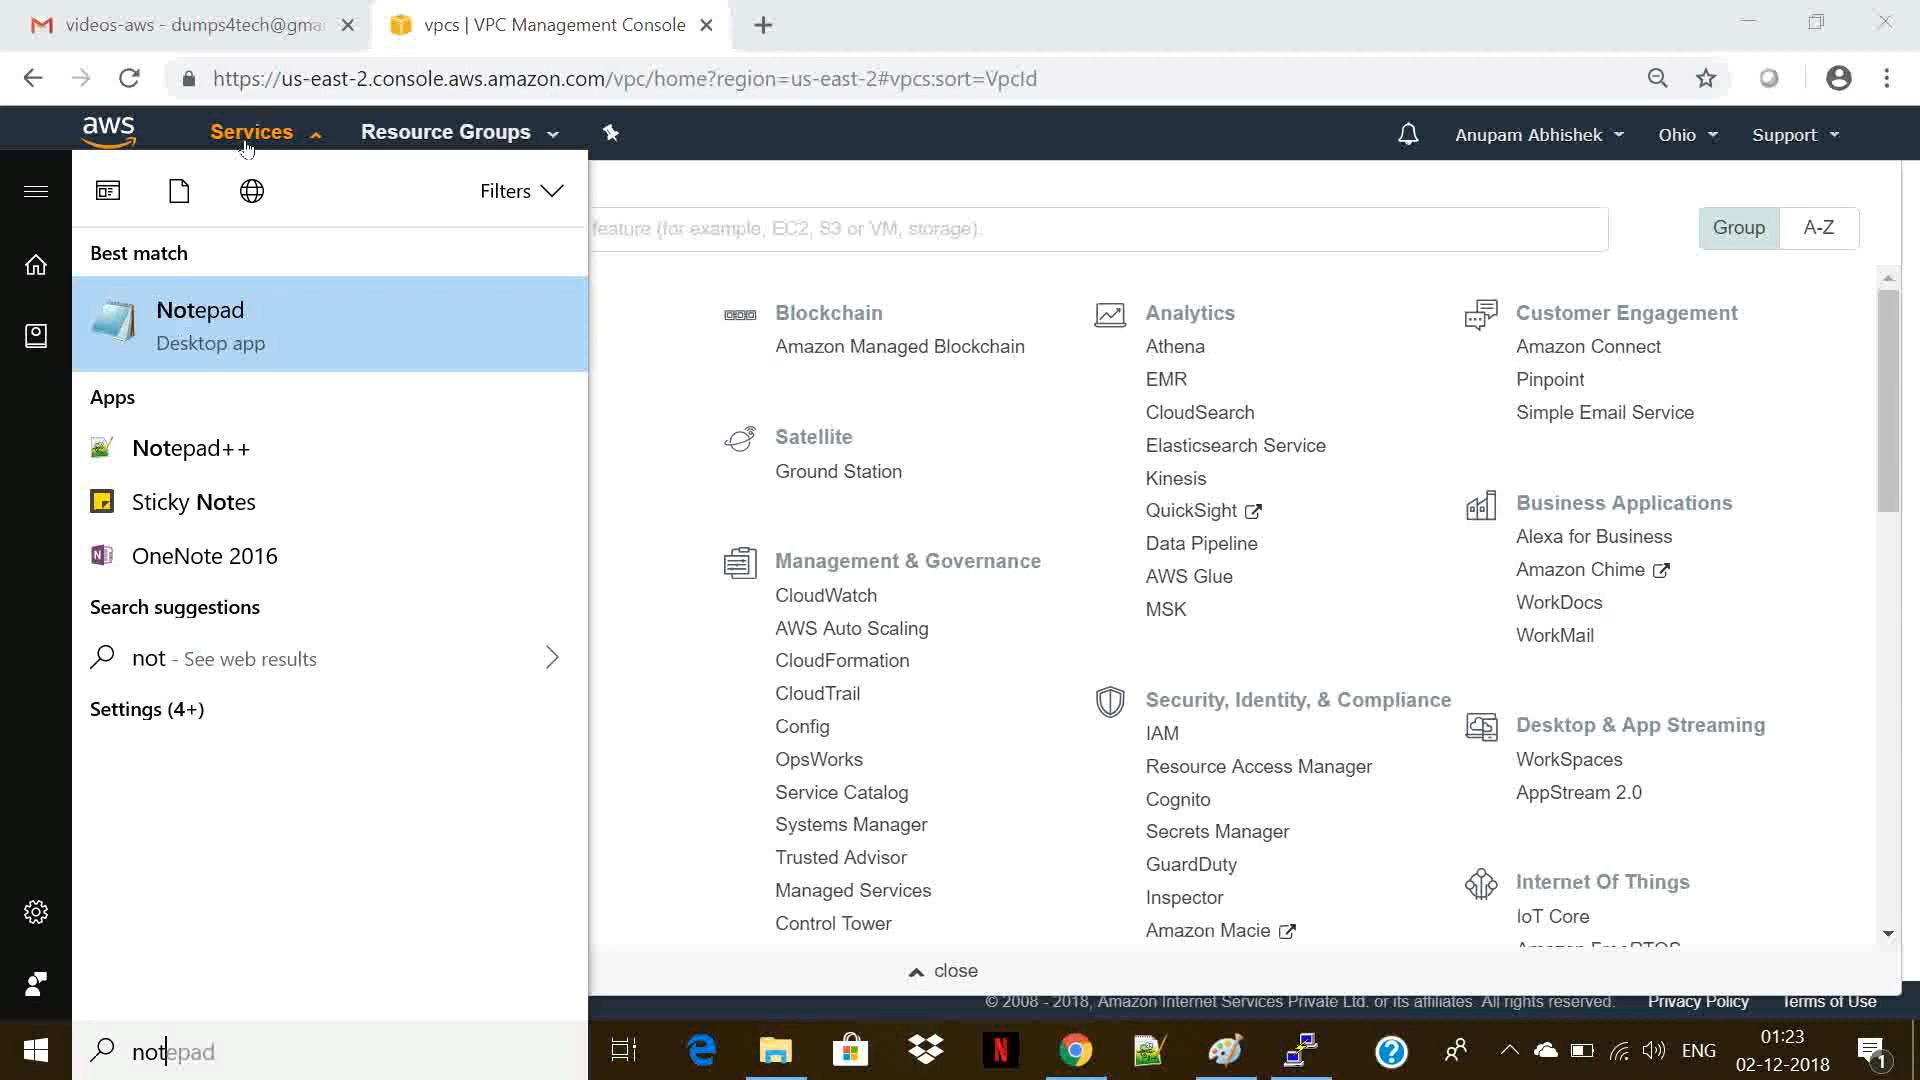 videos-aws - dumps4tech@gma
vpcs | VPC Management Console
https://us-east-2.console.aws.amazon.com/vpc/home?region=us-east-2#vpcs:sort=VpcId
aws
Services
Resource Groups
Anupam Abhishek
Ohio
Support
Filters
feature (for example, EC2, S3 or VM, storage).
Group
A-Z
Best match
Notepad
Desktop app
Apps
Notepad++
Sticky Notes
OneNote 2016
Search suggestions
not - See web results
Settings (4+)
Blockchain
Amazon Managed Blockchain
Satellite
Ground Station
Management & Governance
CloudWatch
AWS Auto Scaling
CloudFormation
CloudTrail
Config
OpsWorks
Service Catalog
Systems Manager
Trusted Advisor
Managed Services
Control Tower
Analytics
Athena
EMR
CloudSearch
Elasticsearch Service
Kinesis
QuickSight
Data Pipeline
AWS Glue
MSK
Security, Identity, & Compliance
IAM
Resource Access Manager
Cognito
Secrets Manager
GuardDuty
Inspector
Amazon Macie
Customer Engagement
Amazon Connect
Pinpoint
Simple Email Service
Business Applications
Alexa for Business
Amazon Chime
WorkDocs
WorkMail
Desktop & App Streaming
WorkSpaces
AppStream 2.0
Internet Of Things
IoT Core
Amazon FreeRTOS
close
© 2008 - 2018, Amazon Internet Services Private Ltd. or its affiliates. All rights reserved.
Privacy Policy
Terms of Use
notepad
ENG
01:23
02-12-2018
1